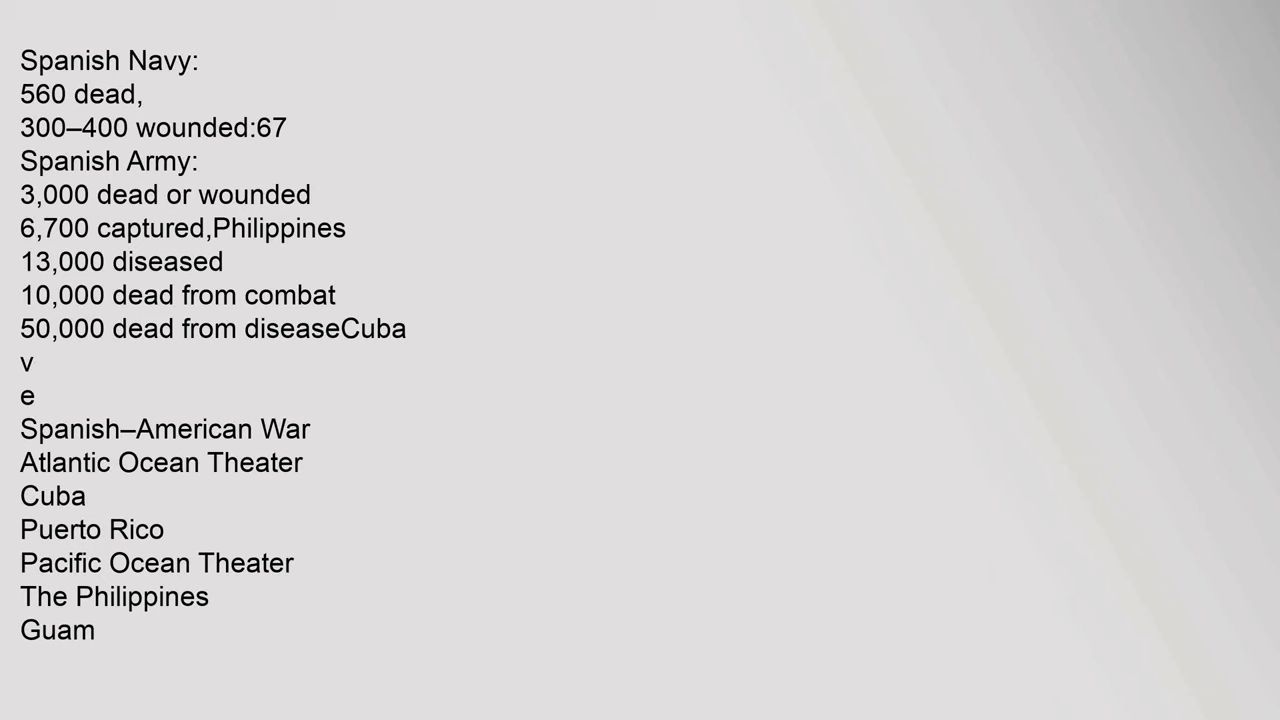 Spanish Navy:
560 dead,
300–400 wounded:67
Spanish Army:
3,000 dead or wounded
6,700 captured,Philippines
13,000 diseased
10,000 dead from combat
50,000 dead from diseaseCuba
v
e
Spanish–American War
Atlantic Ocean Theater
Cuba
Puerto Rico
Pacific Ocean Theater
The Philippines
Guam